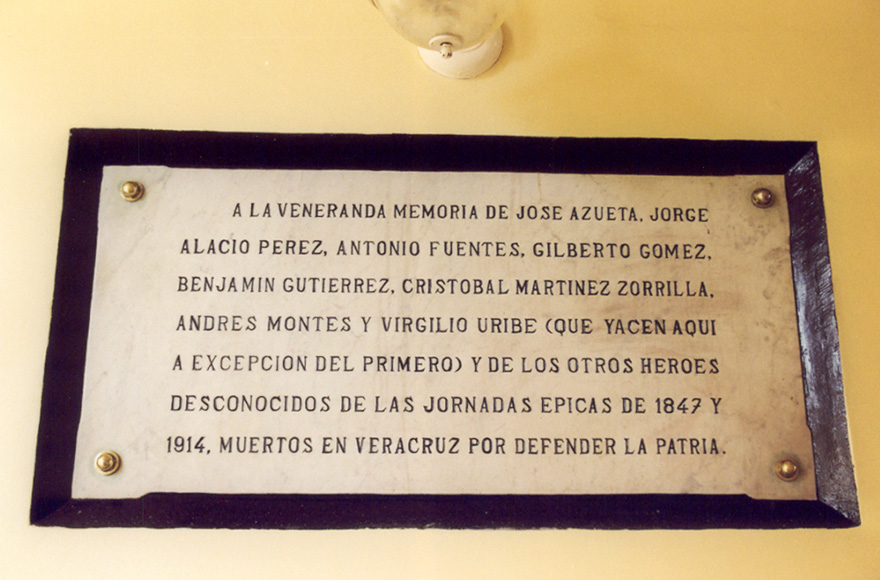 A LA VENERANDA MEMORIA DE JOSE AZUETA, JORGE
ALACIO PEREZ, ANTONIO FUENTES, GILBERTO GOMEZ,
BENJAMIN GUTIERREZ, CRISTOBAL MARTINEZ ZORRILLA,
ANDRES MONTES Y VIRGILIO URIBE (QUE YACEN AQUI
A EXCEPCION DEL PRIMERO) Y DE LOS OTROS HEROES
DESCONOCIDOS DE LAS JORNADAS EPICAS DE 1847 Y
1914, MUERTOS EN VERACRUZ POR DEFENDER LA PATRIA.